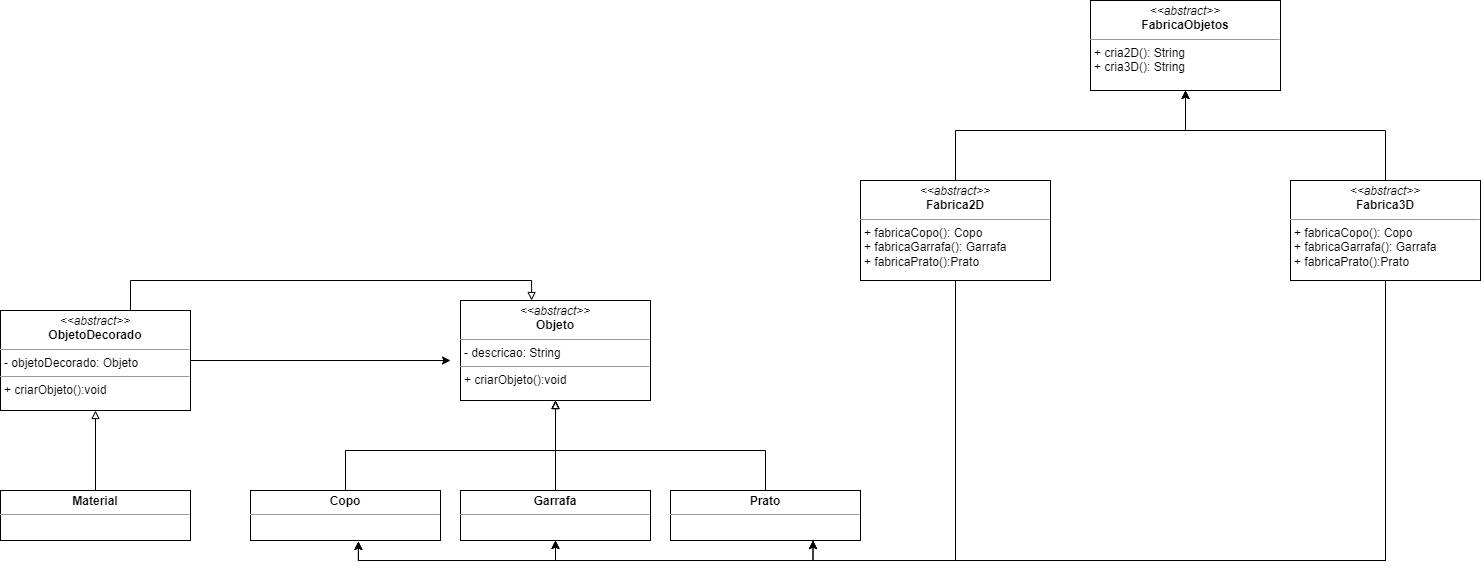 <<abstract>>
FabricaObjetos
+ cria2D(): String
+ cria3D(): String
<<abstract>>
Fabrica2D
+ fabricaCopo(): Copo
+ fabricaGarrafa(): Garrafa
+ fabricaPrato():Prato
<<abstract>>
Fabrica3D
+ fabricaCopo(): Copo
+ fabricaGarrafa(): Garrafa
+ fabricaPrato():Prato
<<abstract>>
ObjetoDecorado
- objetoDecorado: Objeto
+ criarObjeto():void
<<abstract>>
Objeto
- descricao: String
+ criarObjeto():void
Material
Copo
Garrafa
Prato